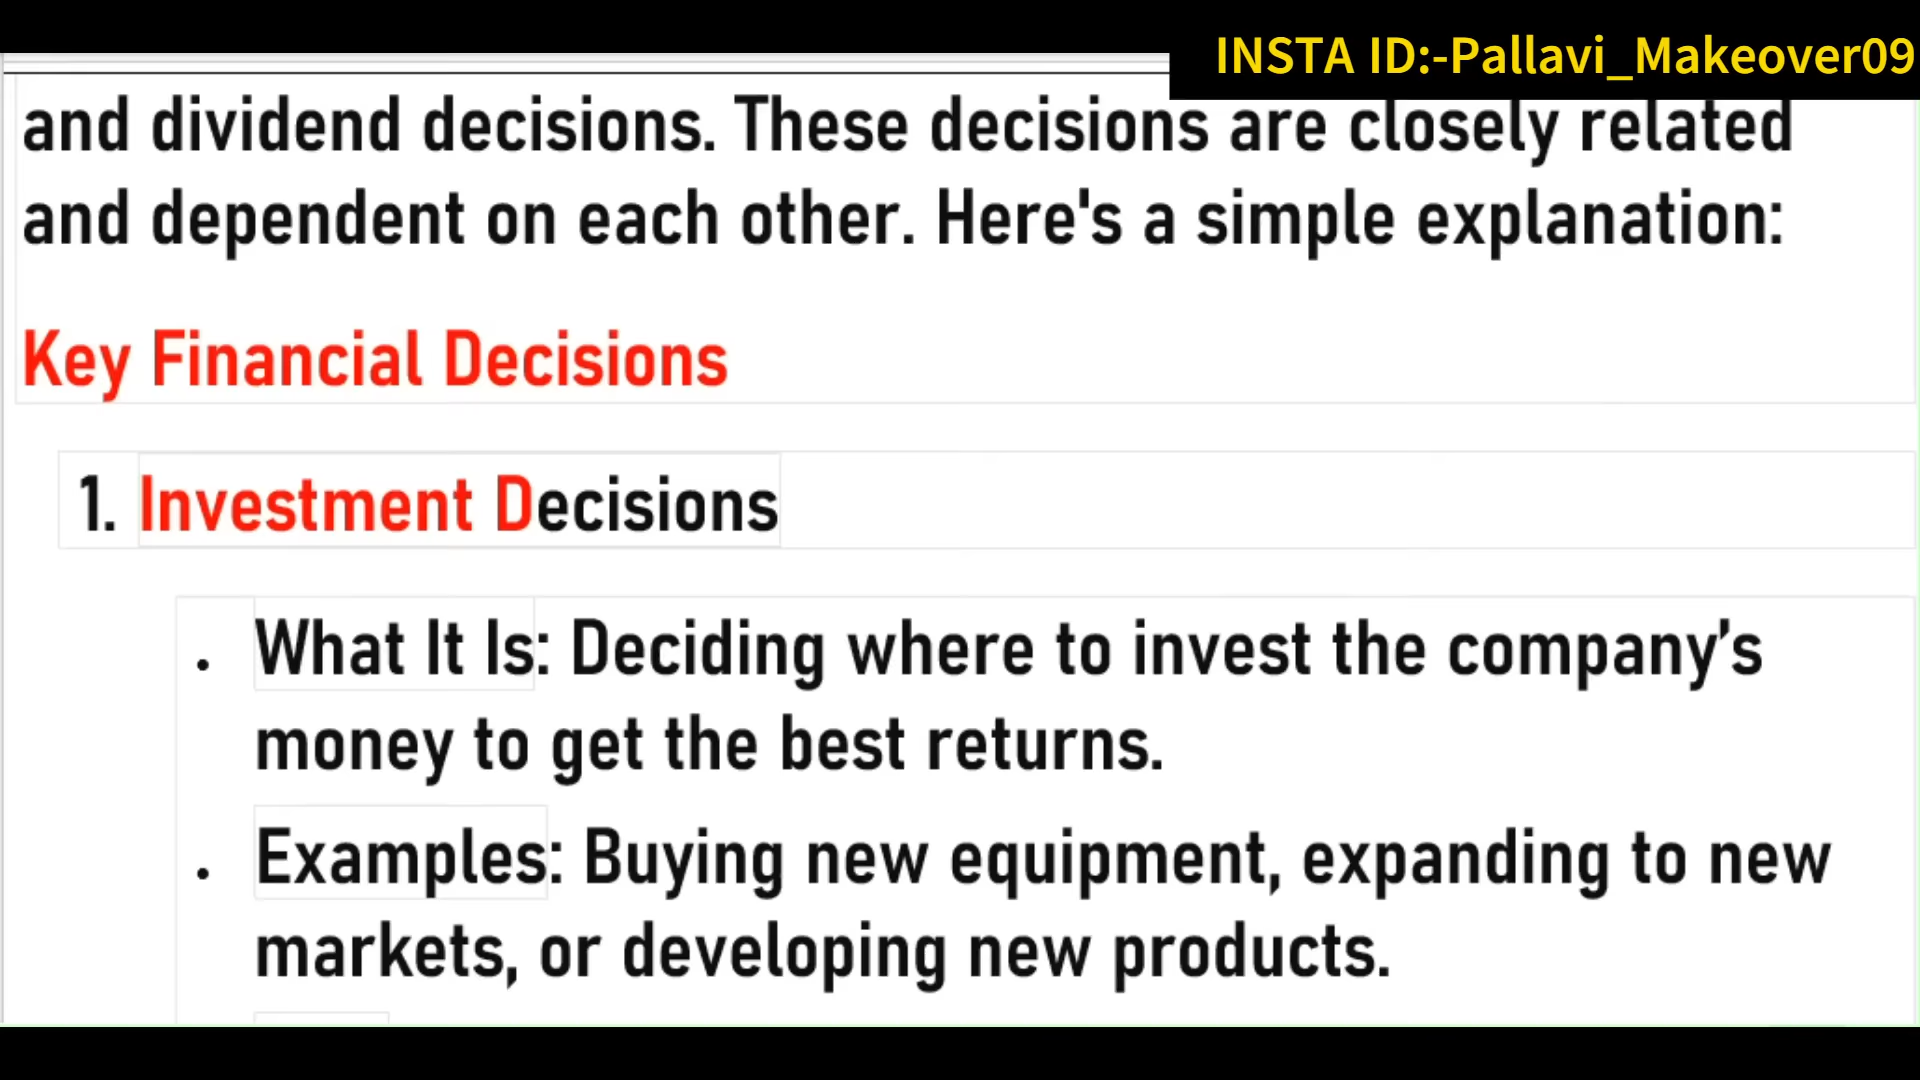 INSTA ID:-Pallavi_Makeover09
and dividend decisions. These decisions are closely related
and dependent on each other. Here's a simple explanation:
Key Financial Decisions
1. Investment Decisions
• What It Is: Deciding where to invest the company’s
money to get the best returns.
• Examples: Buying new equipment, expanding to new
markets, or developing new products.